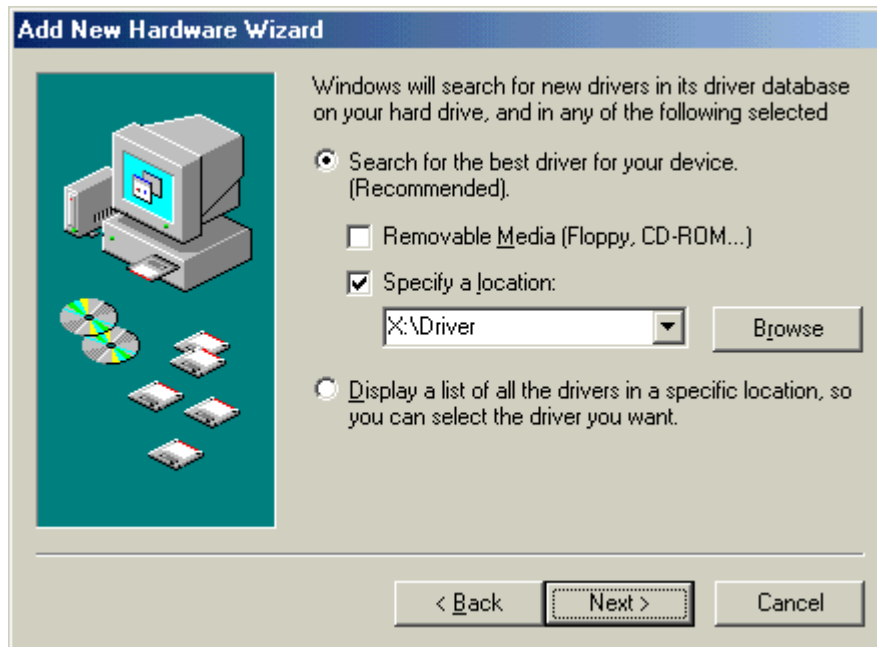 Add New Hardware Wizard
Windows will search for new drivers in its driver database
on your hard drive, and in any of the following selected
Search for the best driver for your device.
(Recommended).
Removable Media (Floppy, CD-ROM...)
Specify a location:
X:\Driver
Browse
Display a list of all the drivers in a specific location, so
you can select the driver you want.
< Back
Next >
Cancel